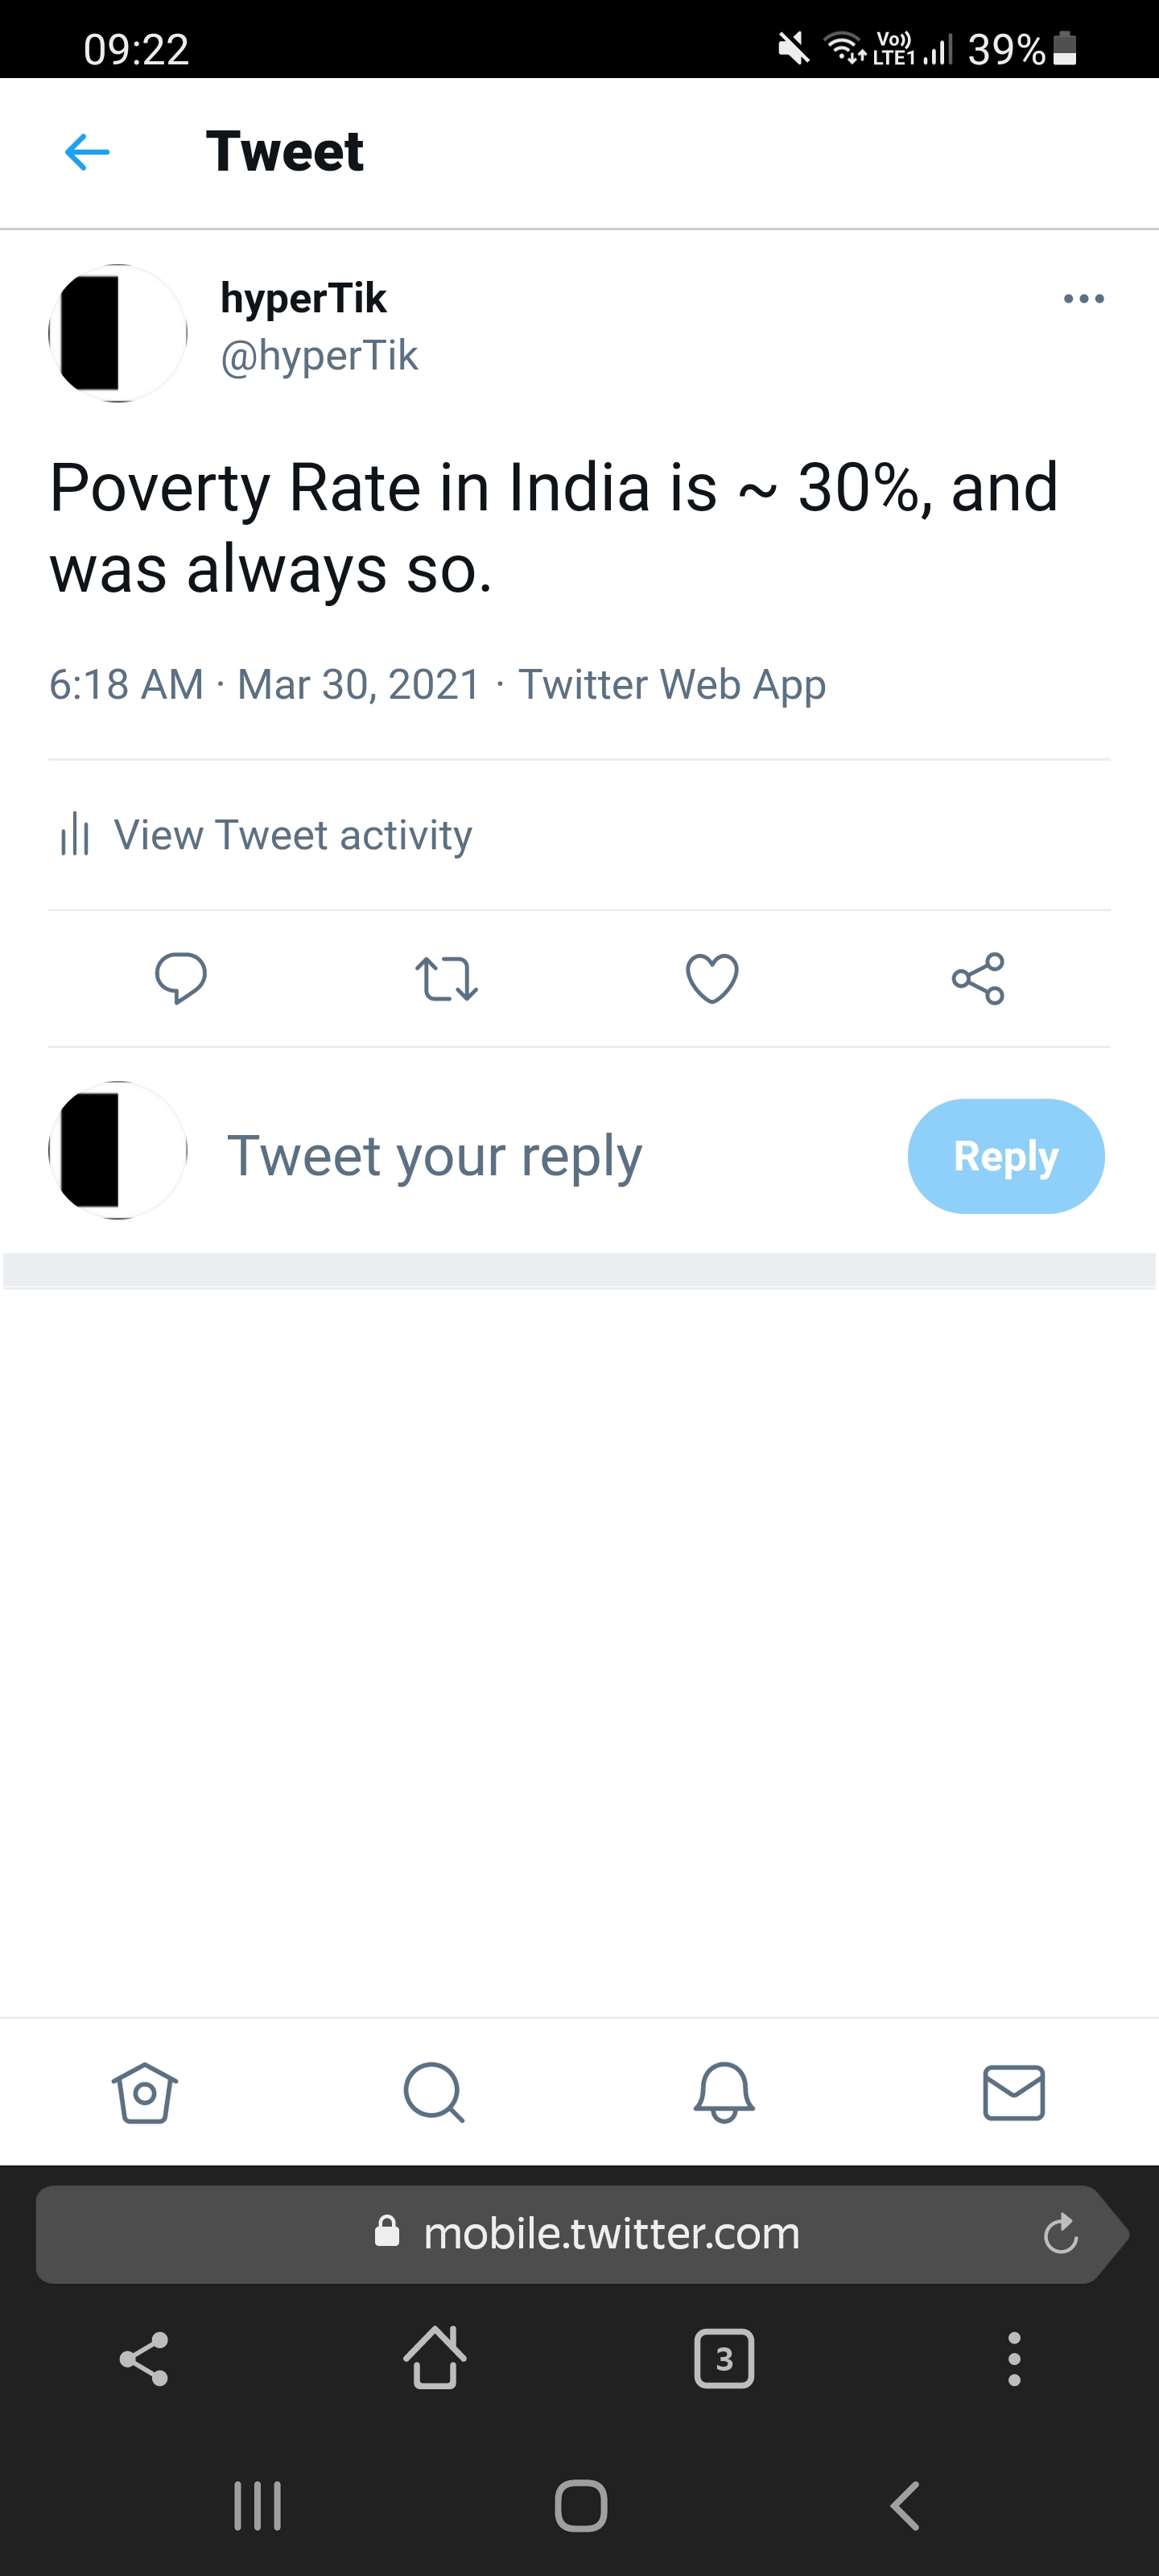 09:22 Vo)) LTE1 39%
Tweet
hyperTik
@hyperTik
Poverty Rate in India is ~ 30%, and
was always so.
6:18 AM · Mar 30, 2021 · Twitter Web App
View Tweet activity
Tweet your reply Reply
mobile.twitter.com
3